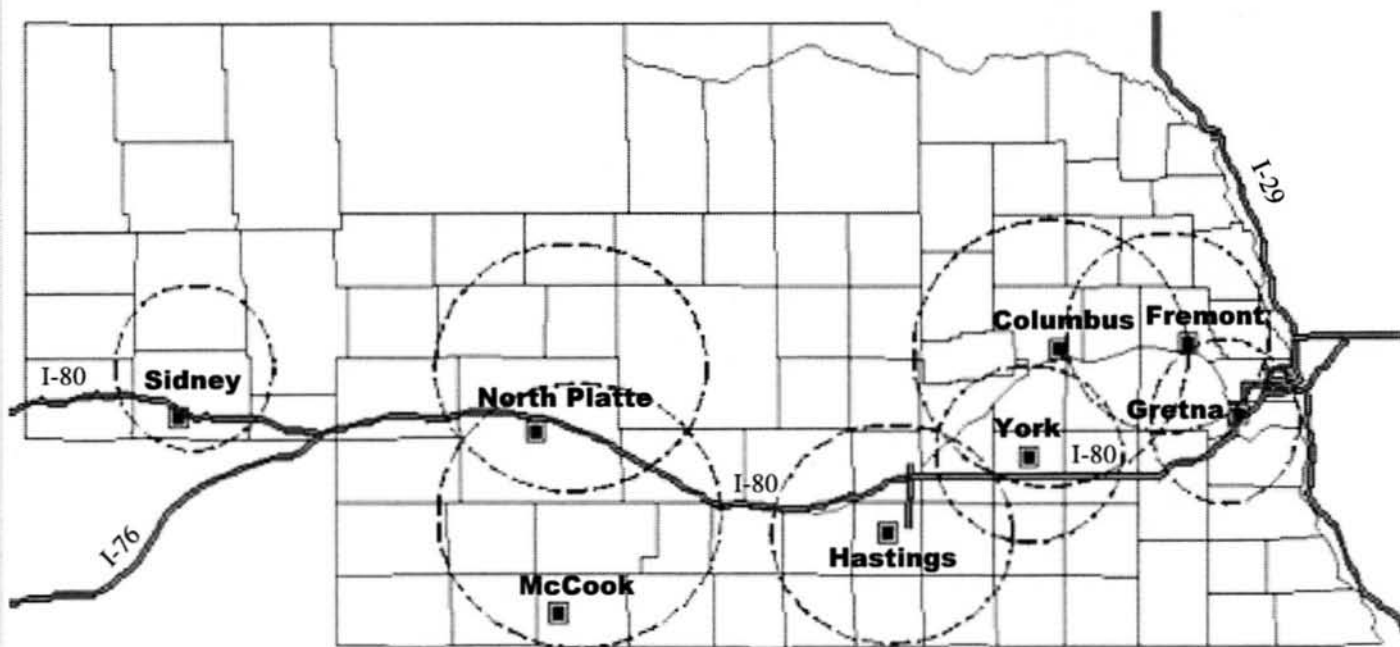 I-29
Columbus
Fremont
I-80
Sidney
North Platte
Gretna
York
I-80
I-80
I-76
Hastings
McCook